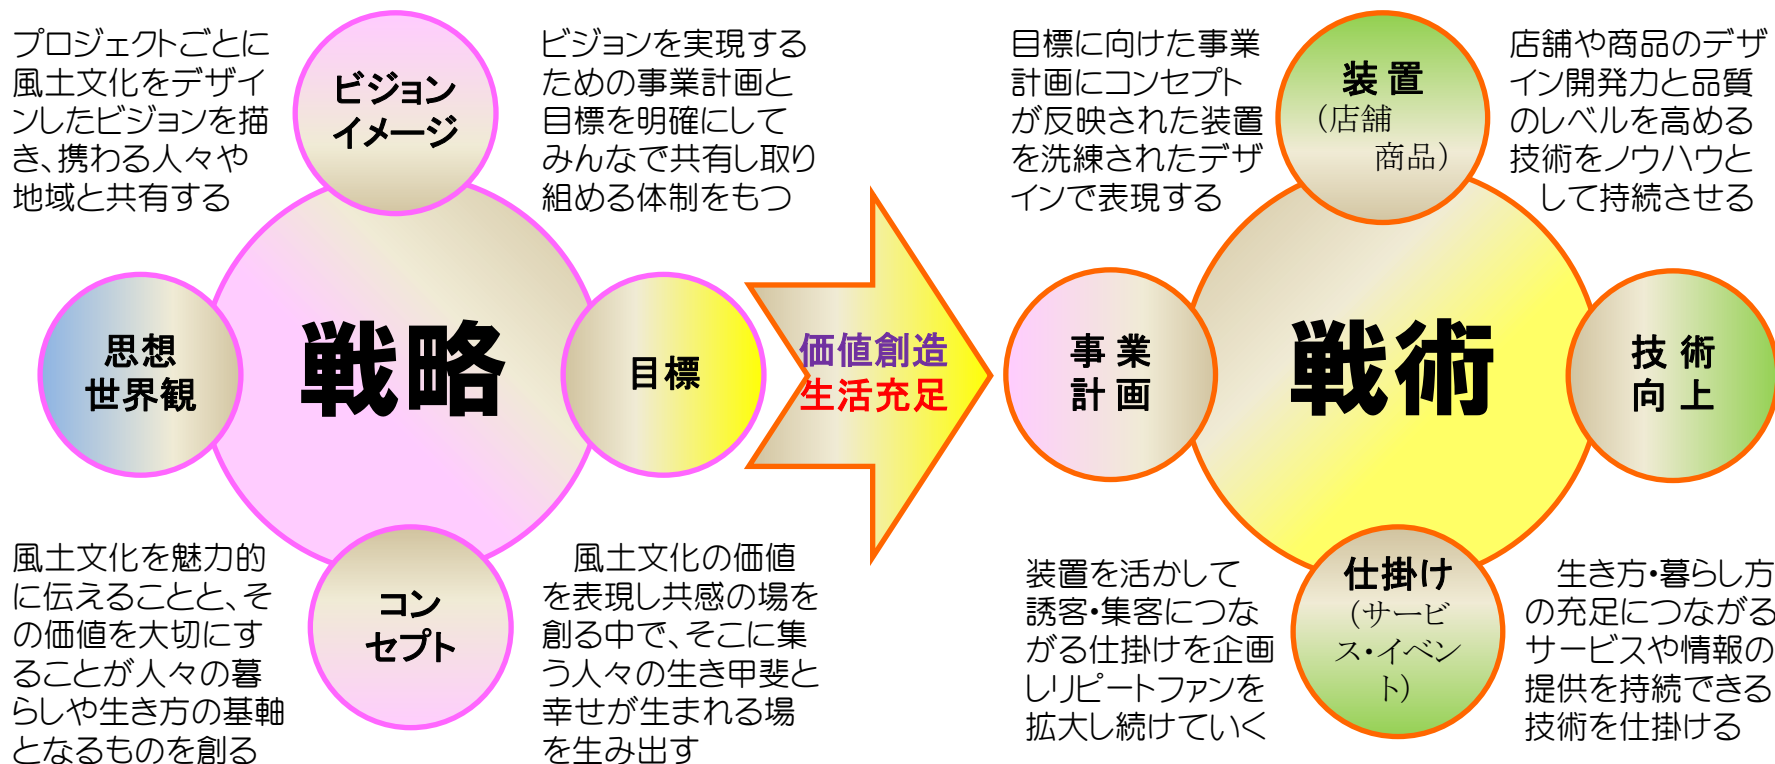 プロジェクトごとに
風土文化をデザイ
ンしたビジョンを描
き、携わる人々や
地域と共有する
ビジョン
イメージ
ビジョンを実現する
ための事業計画と
目標を明確にして
みんなで共有し取り
組める体制をもつ
思想
世界観
戦略
目標
風土文化を魅力的
に伝えることと、そ
の価値を大切にす
ることが人々の暮
らしや生き方の基軸
となるものを創る
コン
セプト
風土文化の価値
を表現し共感の場を
創る中で、そこに集
う人々の生き甲斐と
幸せが生まれる場
を生み出す
価値創造
生活充足
目標に向けた事業
計画にコンセプト
が反映された装置
を洗練されたデザ
インで表現する
装置
（店舗
商品）
店舗や商品のデザ
イン開発力と品質
のレベルを高める
技術をノウハウと
して持続させる
事業
計画
戦術
技術
向上
装置を活かして
誘客・集客につな
がる仕掛けを企画
しリピートファンを
拡大し続けていく
仕掛け
（サービ
ス・イベン
ト）
生き方・暮らし方
の充足につながる
サービスや情報の
提供を持続できる
技術を仕掛ける